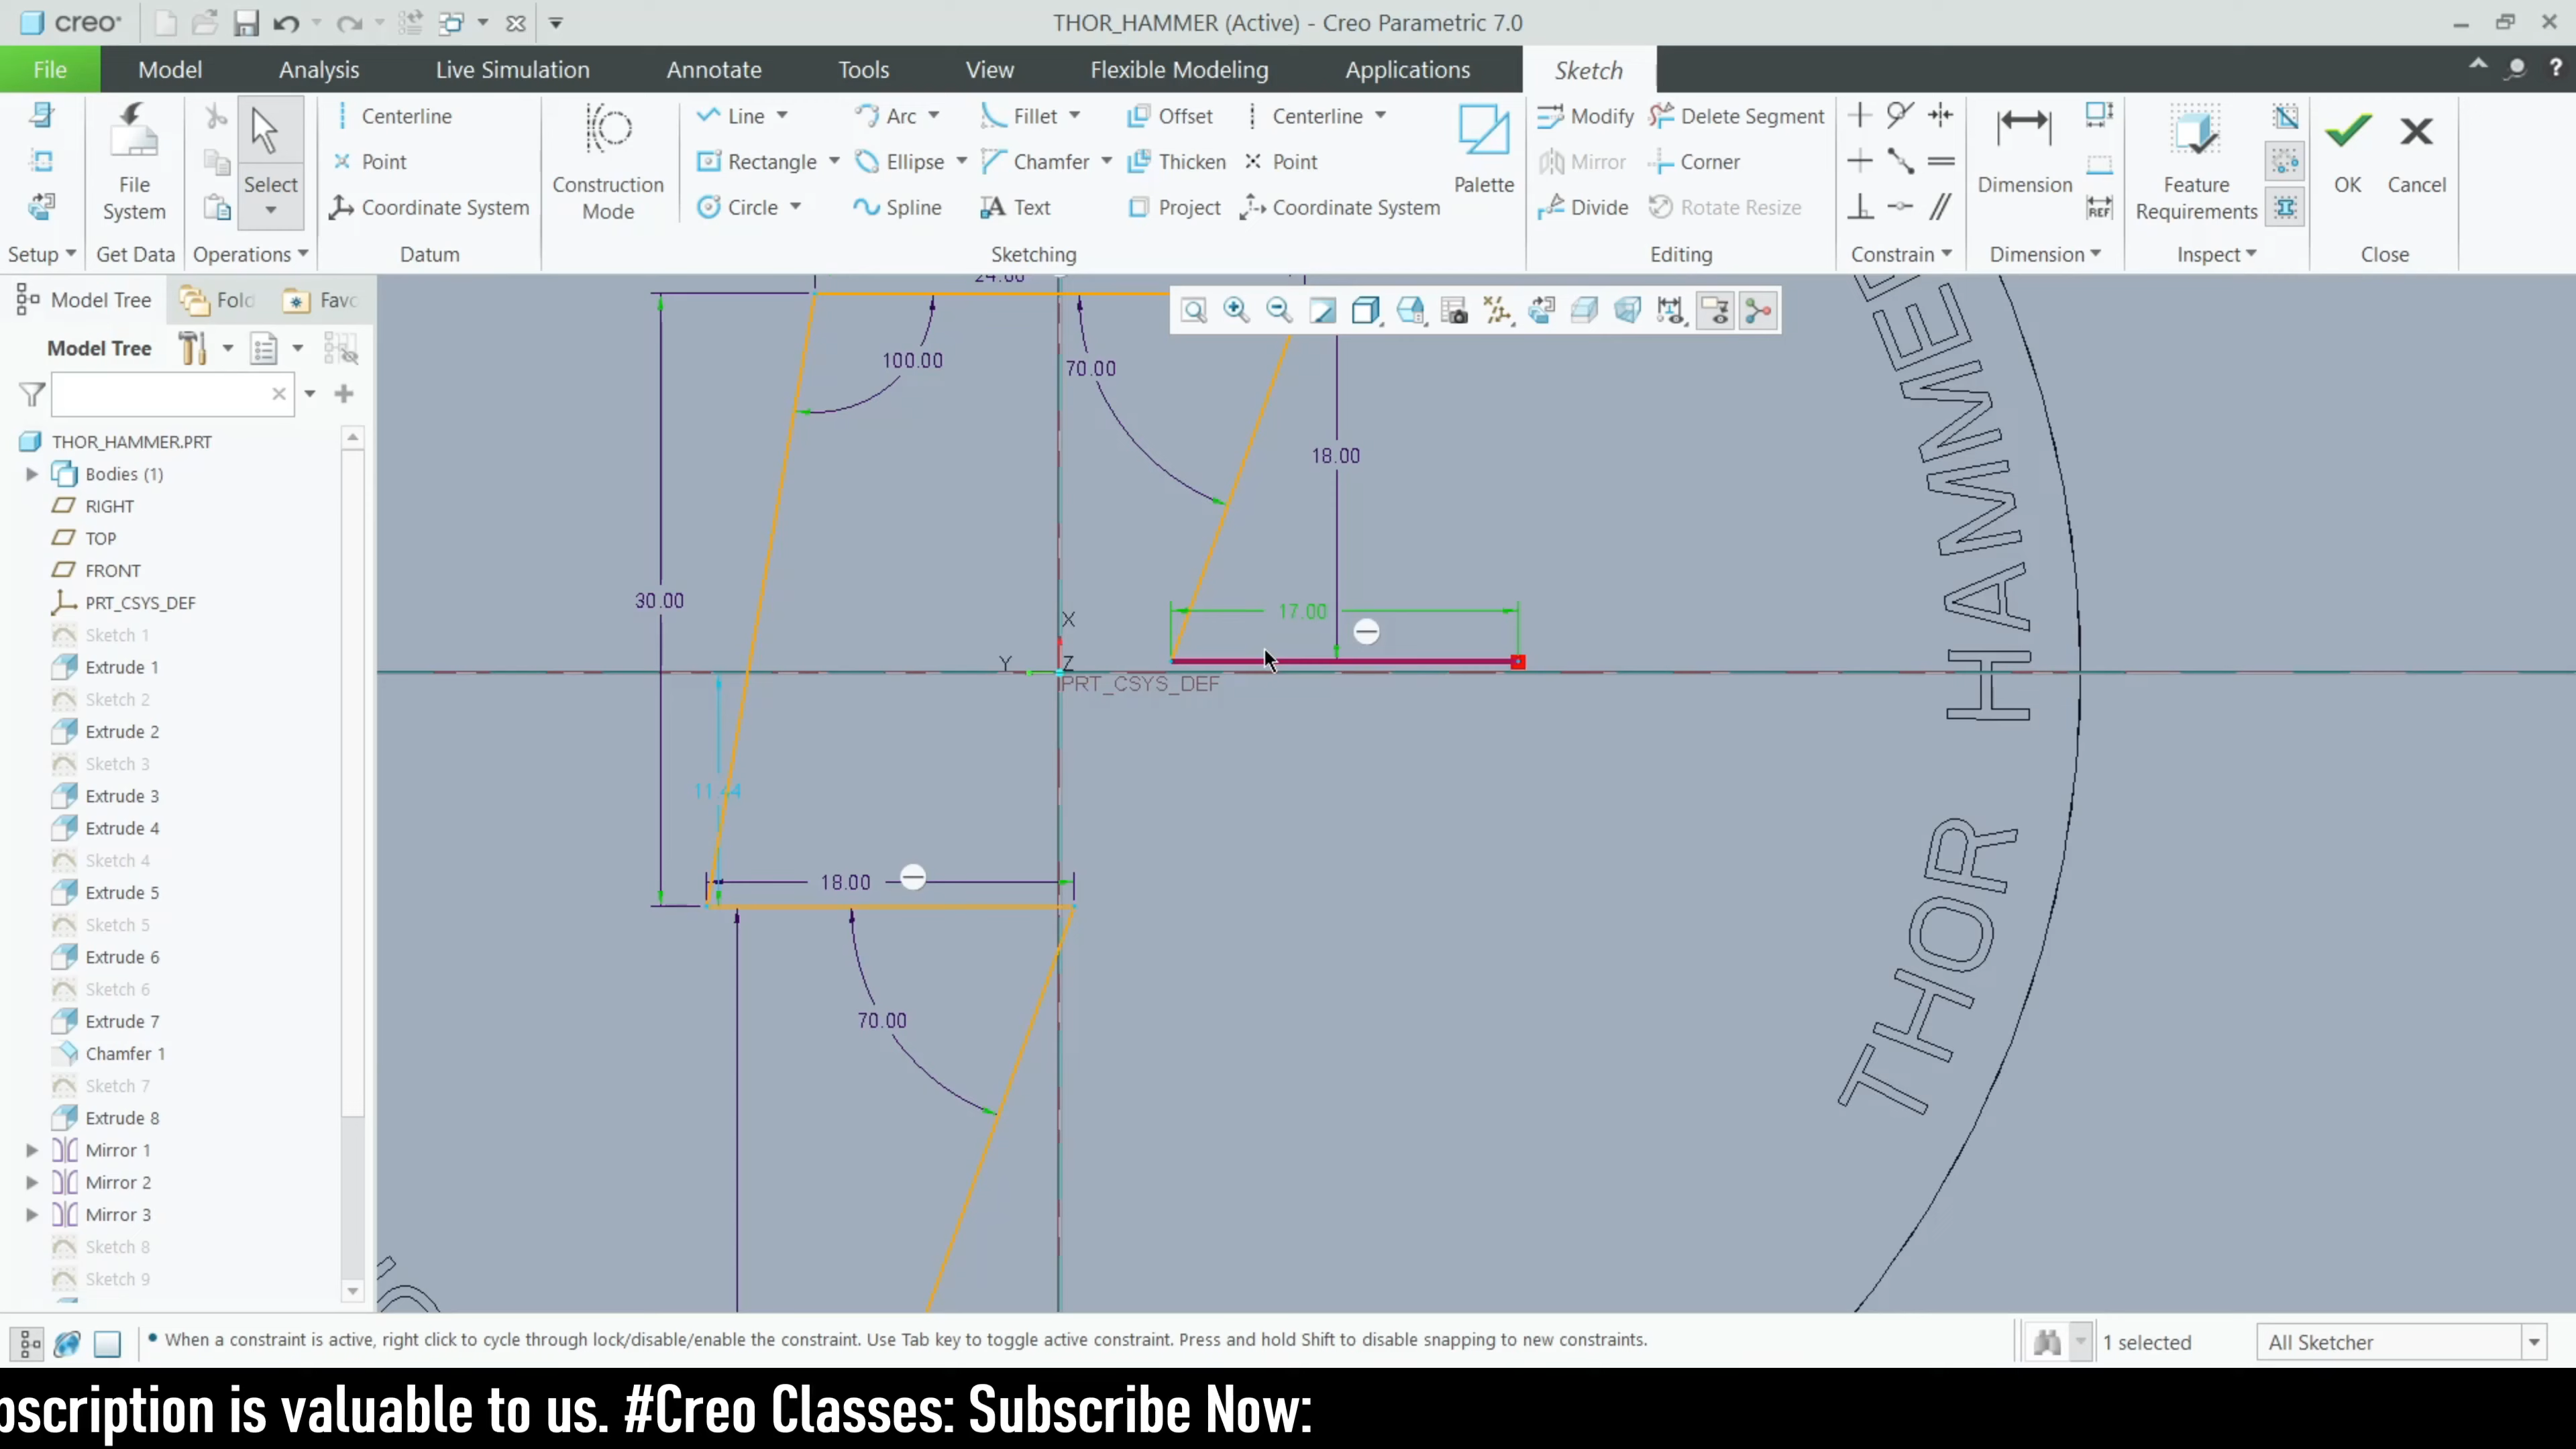 creo
THOR_HAMMER (Active) - Creo Parametric 7.0
File
Model
Analysis
Live Simulation
Annotate
Tools
View
Flexible Modeling
Applications
Sketch
Setup
File System
Get Data
Select
Operations
Centerline
Point
Coordinate System
Datum
Construction Mode
Line
Rectangle
Circle
Arc
Ellipse
Spline
Fillet
Chamfer
Text
Offset
Thicken
Project
Centerline
Point
Coordinate System
Palette
Sketching
Modify
Mirror
Divide
Delete Segment
Corner
Rotate Resize
Editing
Constrain
Dimension
REF
Dimension
Feature Requirements
Inspect
OK
Cancel
Close
Model Tree
Fold
Favo
Model Tree
THOR_HAMMER.PRT
Bodies (1)
RIGHT
TOP
FRONT
PRT_CSYS_DEF
Sketch 1
Extrude 1
Sketch 2
Extrude 2
Sketch 3
Extrude 3
Extrude 4
Sketch 4
Extrude 5
Sketch 5
Extrude 6
Sketch 6
Extrude 7
Chamfer 1
Sketch 7
Extrude 8
Mirror 1
Mirror 2
Mirror 3
Sketch 8
Sketch 9
24.00
100.00
70.00
18.00
30.00
17.00
X
Y
Z
PRT_CSYS_DEF
11.44
18.00
70.00
THOR HAMMER
When a constraint is active, right click to cycle through lock/disable/enable the constraint. Use Tab key to toggle active constraint. Press and hold Shift to disable snapping to new constraints.
1 selected
All Sketcher
bscription is valuable to us. #Creo Classes: Subscribe Now: